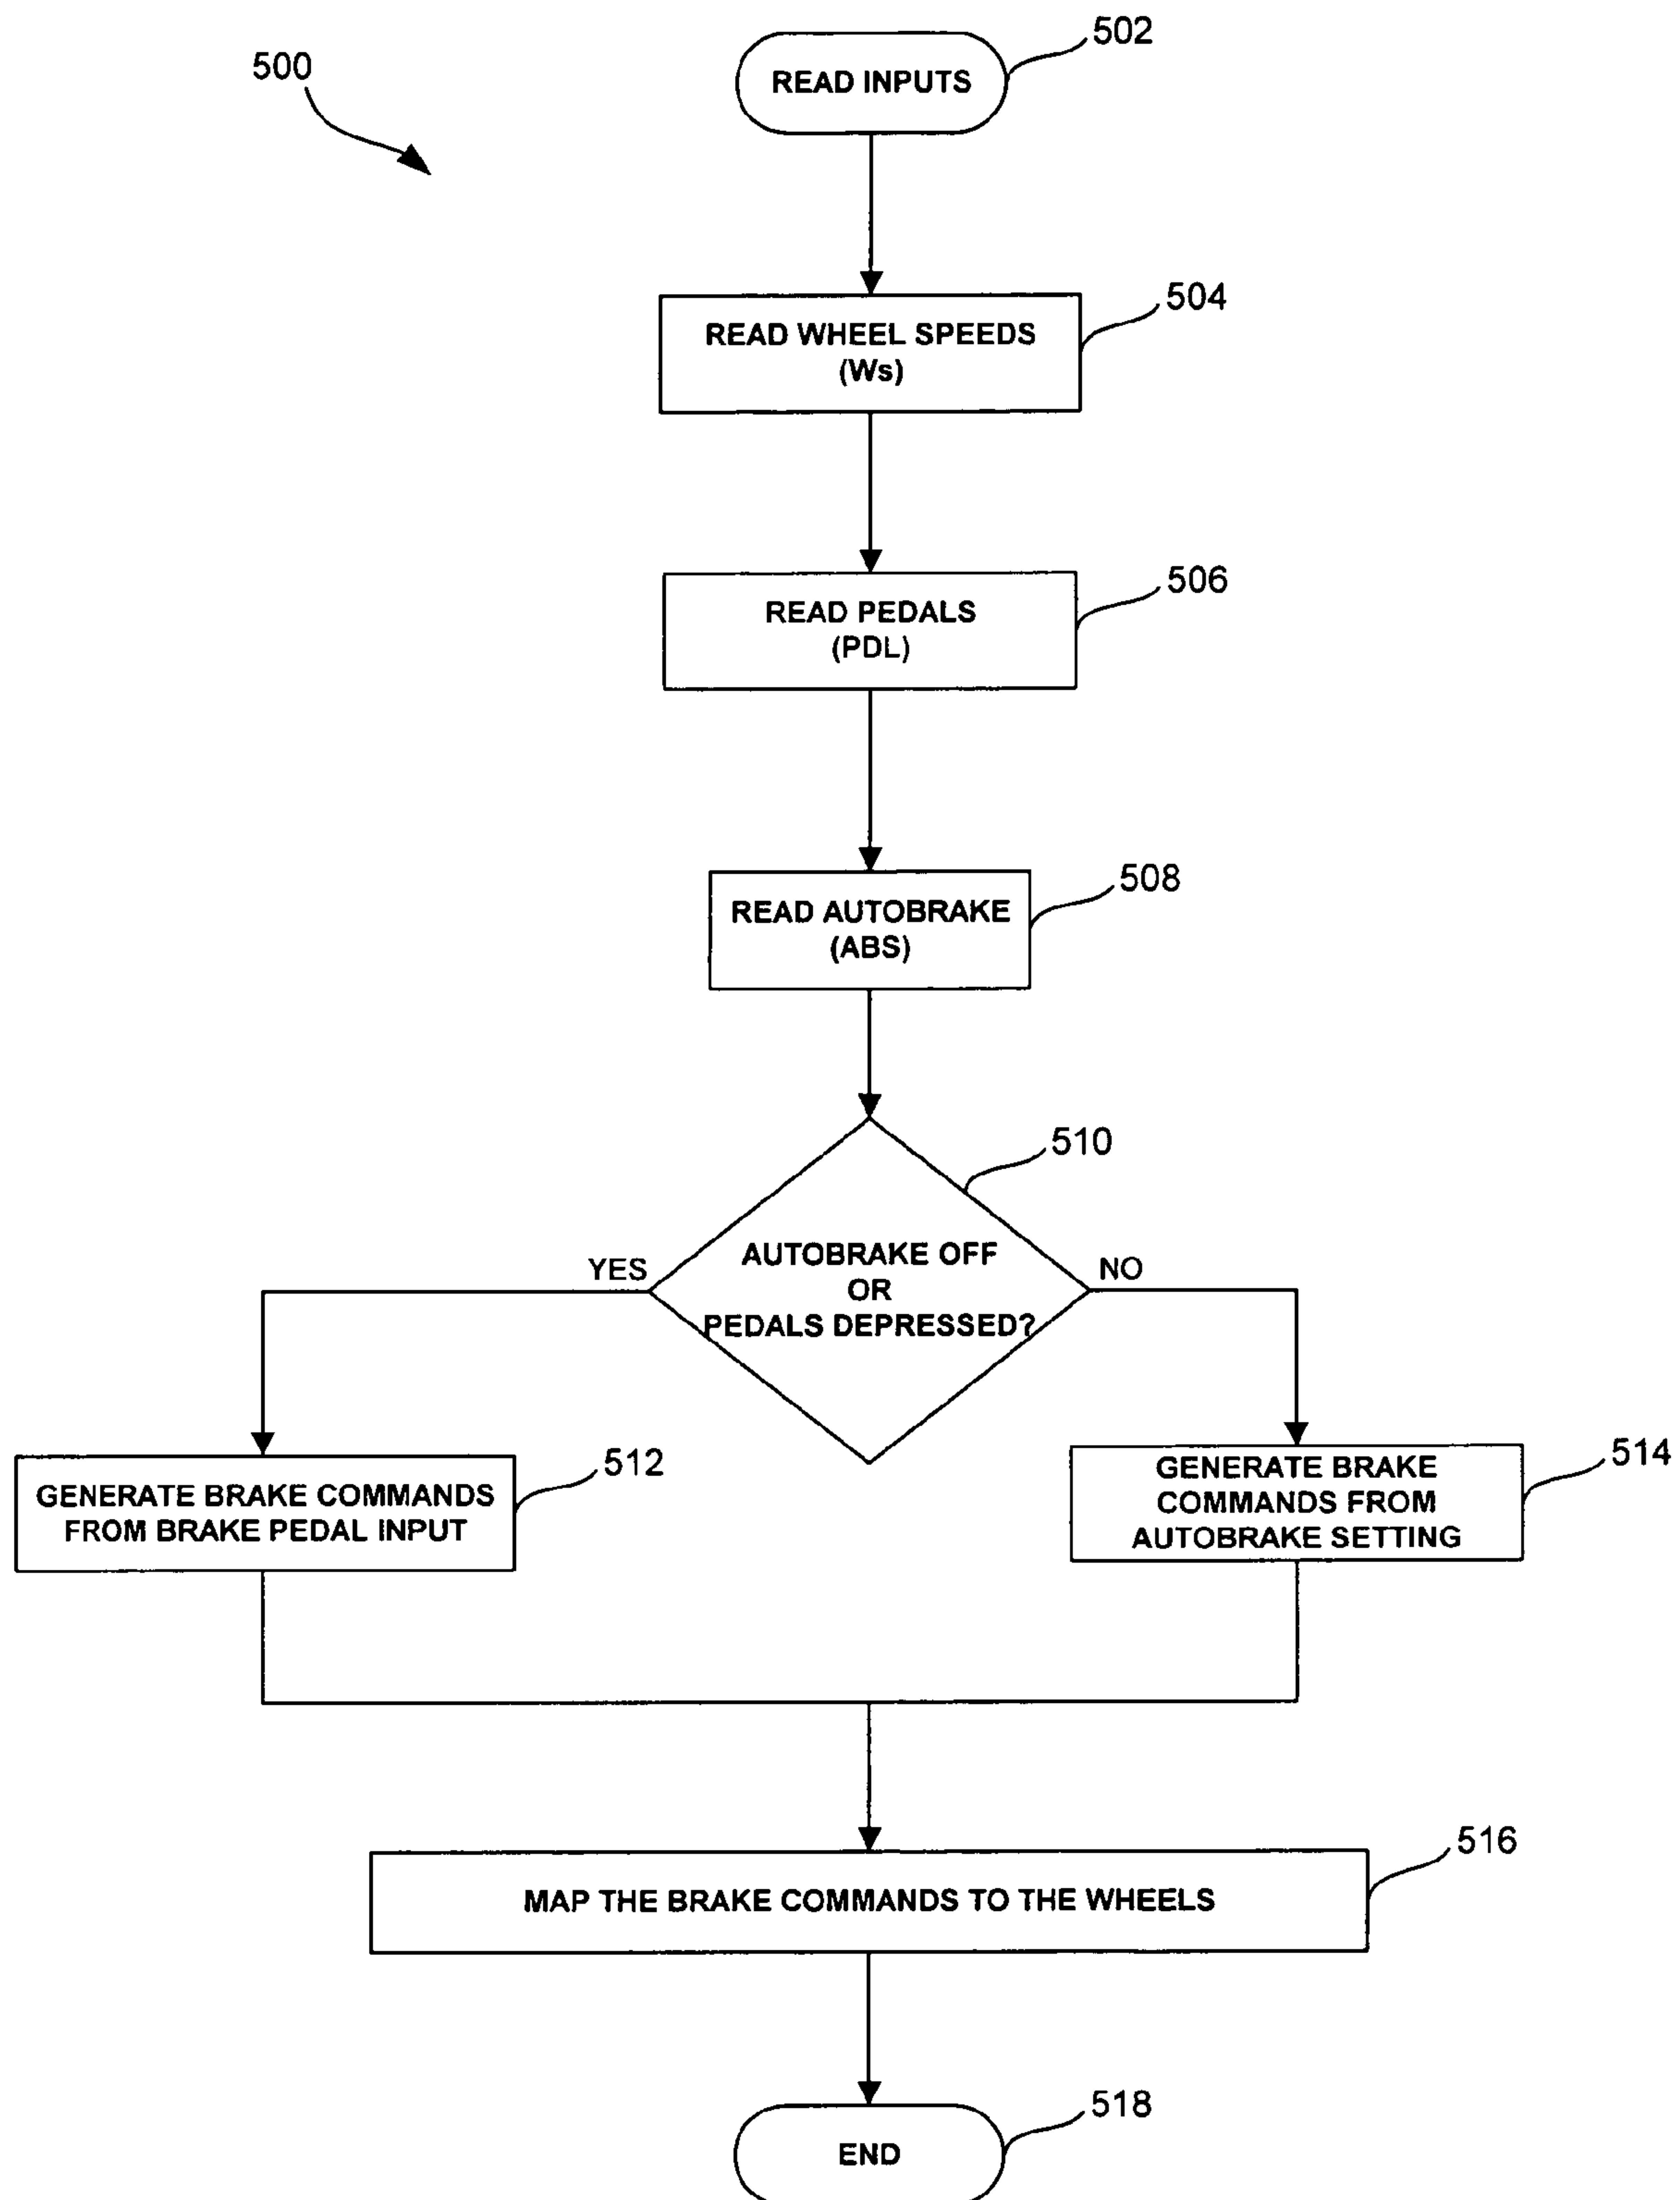 502
500
READ INPUTS
504
READ WHEEL SPEEDS
(Ws)
506
READ PEDALS
(PDL)
508
READ AUTOBRAKE
(ABS)
510
AUTOBRAKE OFF
OR
PEDALS DEPRESSED?
YES
NO
512
GENERATE BRAKE COMMANDS
FROM BRAKE PEDAL INPUT
514
GENERATE BRAKE
COMMANDS FROM
AUTOBRAKE SETTING
516
MAP THE BRAKE COMMANDS TO THE WHEELS
518
END